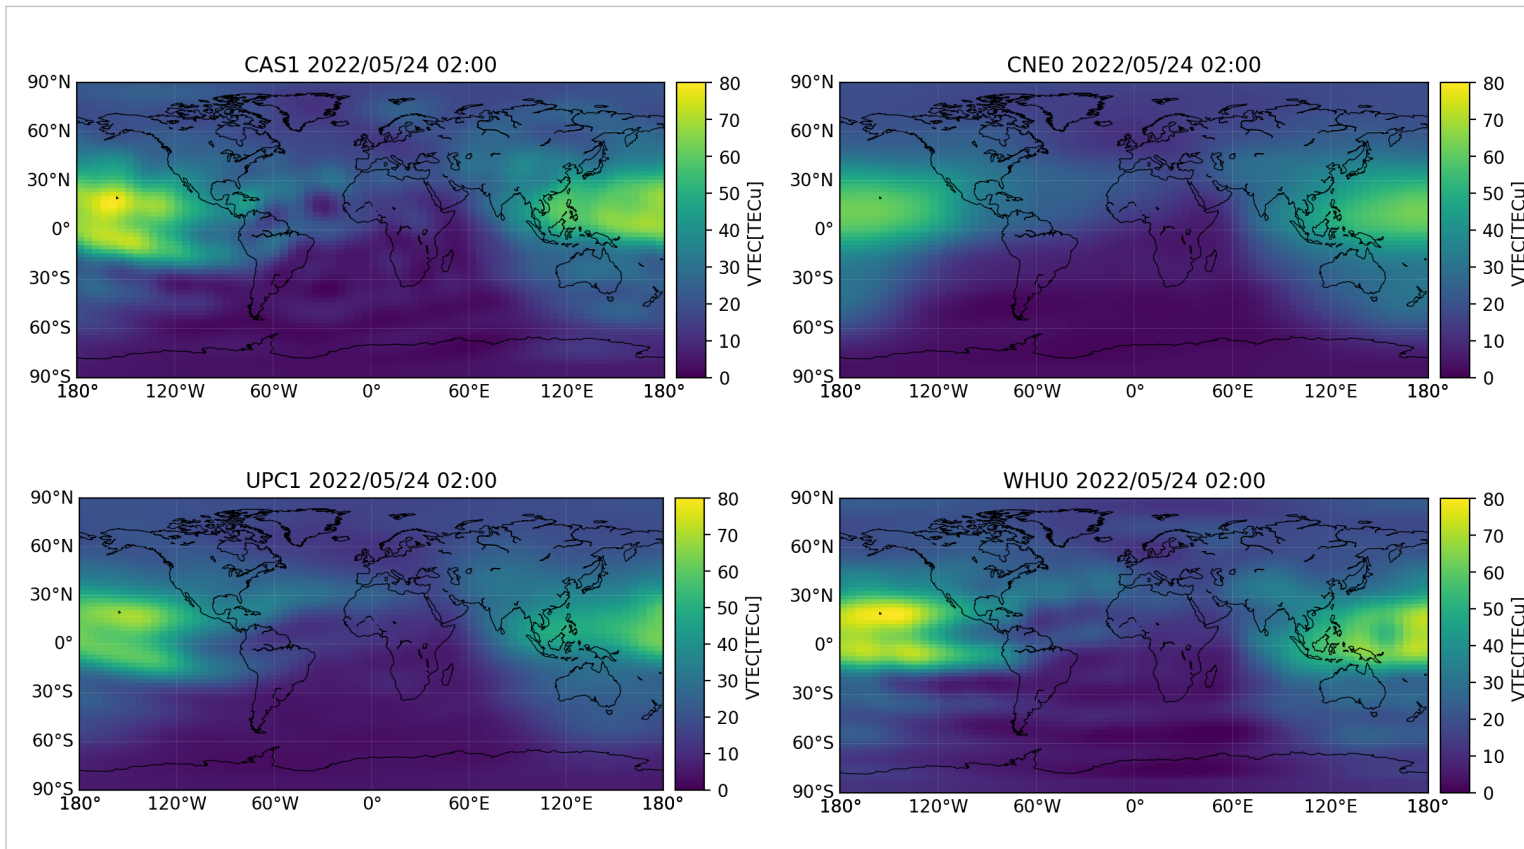 CAS1 2022/05/24 02:00
90°N
60°N
30°N
0°
30°S
60°S
90°S
180°
120°W
60°W
0°
60°E
120°E
180°
80
70
60
50
40
30
20
10
0
VTEC[TECu]
CNE0 2022/05/24 02:00
90°N
60°N
30°N
0°
30°S
60°S
90°S
180°
120°W
60°W
0°
60°E
120°E
180°
80
70
60
50
40
30
20
10
0
VTEC[TECu]
UPC1 2022/05/24 02:00
90°N
60°N
30°N
0°
30°S
60°S
90°S
180°
120°W
60°W
0°
60°E
120°E
180°
80
70
60
50
40
30
20
10
0
VTEC[TECu]
WHU0 2022/05/24 02:00
90°N
60°N
30°N
0°
30°S
60°S
90°S
180°
120°W
60°W
0°
60°E
120°E
180°
80
70
60
50
40
30
20
10
0
VTEC[TECu]